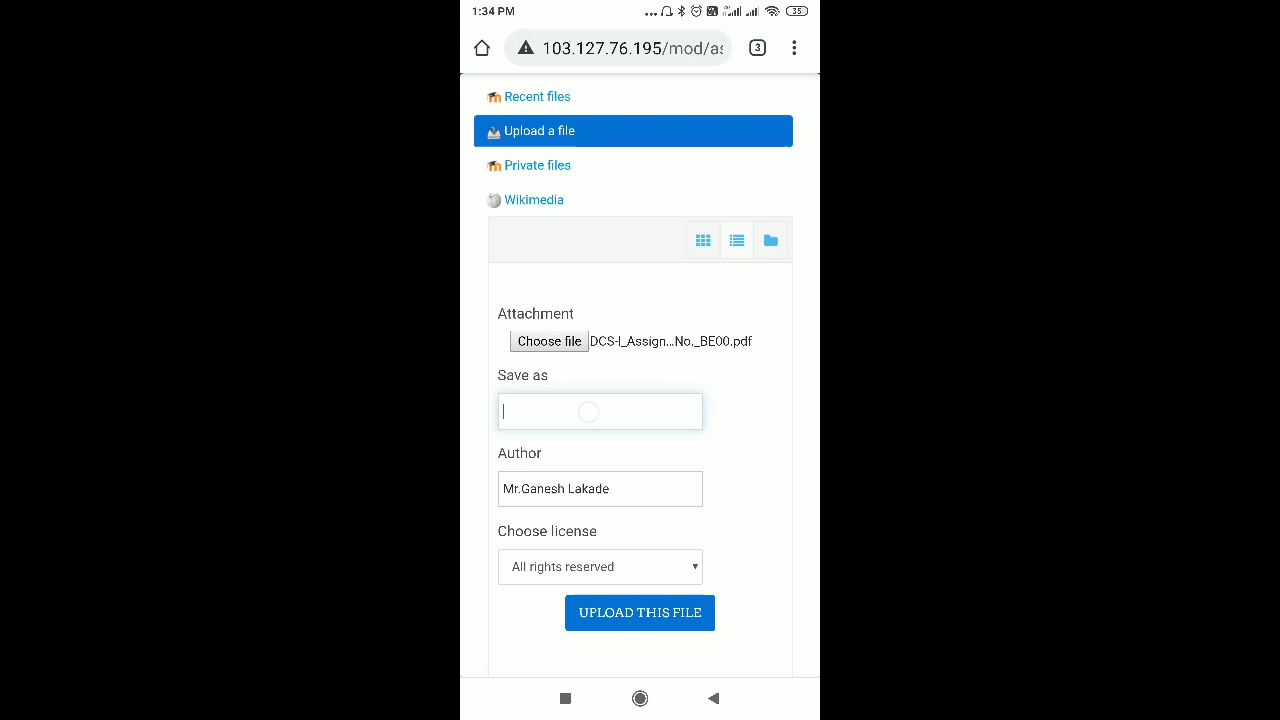 1:34 PM
35
103.127.76.195/mod/as
3
Recent files
Upload a file
Private files
Wikimedia
Attachment
Choose file DCS-I_Assign...No._BE00.pdf
Save as
Author
Mr.Ganesh Lakade
Choose license
All rights reserved
UPLOAD THIS FILE